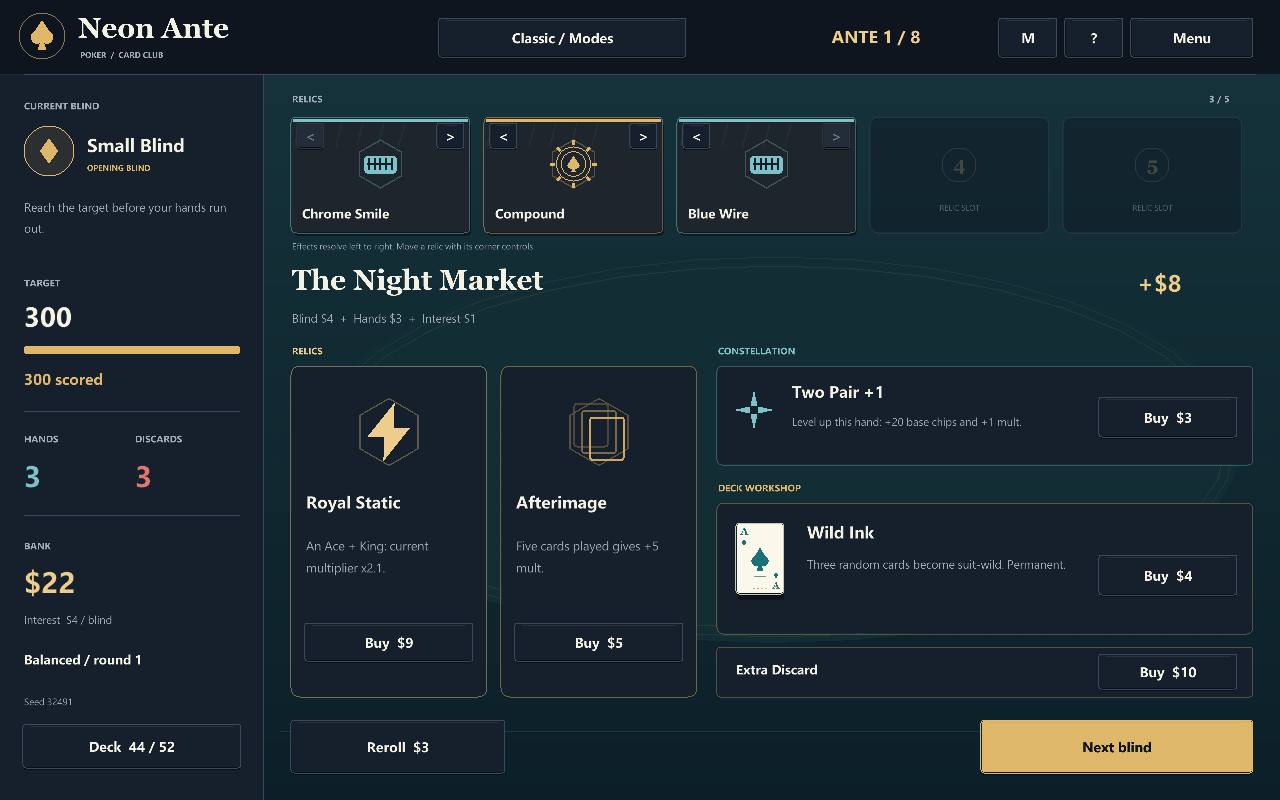 Neon Ante
POKER / CARD CLUB
Classic / Modes
ANTE 1 / 8
M
?
Menu
CURRENT BLIND
Small Blind
OPENING BLIND
Reach the target before your hands run
out.
TARGET
300
300 scored
HANDS
DISCARDS
3
3
BANK
$22
Interest $4 / blind
Balanced / round 1
Seed 32491
Deck 44 / 52
RELICS
3 / 5
<
>
Chrome Smile
<
>
Compound
<
>
Blue Wire
4
RELIC SLOT
5
RELIC SLOT
Effects resolve left to right. Move a relic with its corner controls.
The Night Market
+$8
Blind $4 + Hands $3 + Interest $1
RELICS
Royal Static
An Ace + King: current
multiplier x2.1.
Buy $9
Afterimage
Five cards played gives +5
mult.
Buy $5
CONSTELLATION
Two Pair +1
Level up this hand: +20 base chips and +1 mult.
Buy $3
DECK WORKSHOP
A
A
Wild Ink
Three random cards become suit-wild. Permanent.
Buy $4
Extra Discard
Buy $10
Reroll $3
Next blind